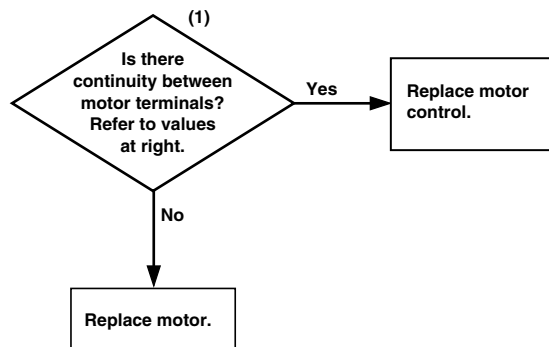 (1)
Is there
continuity between
motor terminals?
Refer to values
at right.
Yes
Replace motor
control.
No
Replace motor.